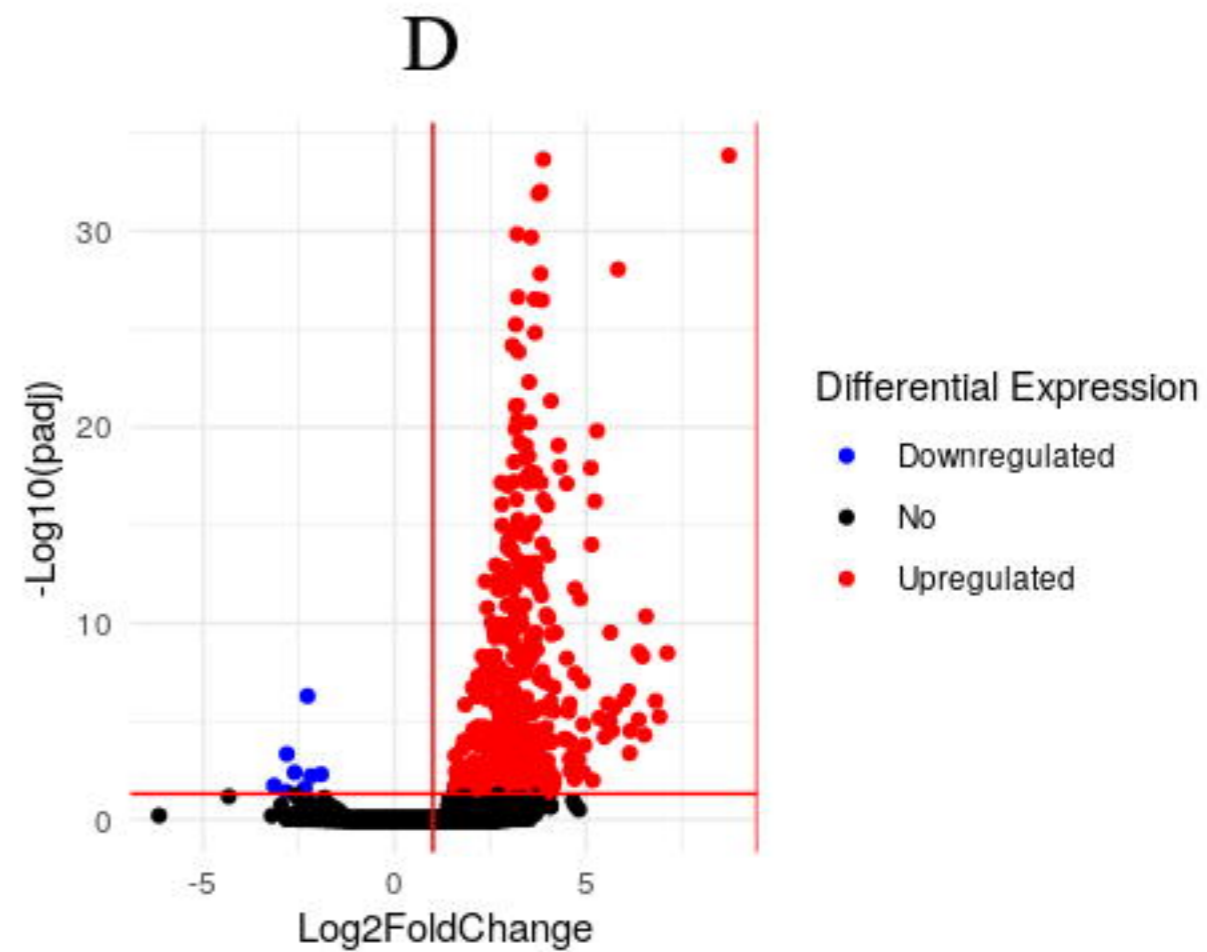 D
-Log10(padj)
30
20
10
0
-5
0
5
Log2FoldChange
Differential Expression
Downregulated
No
Upregulated